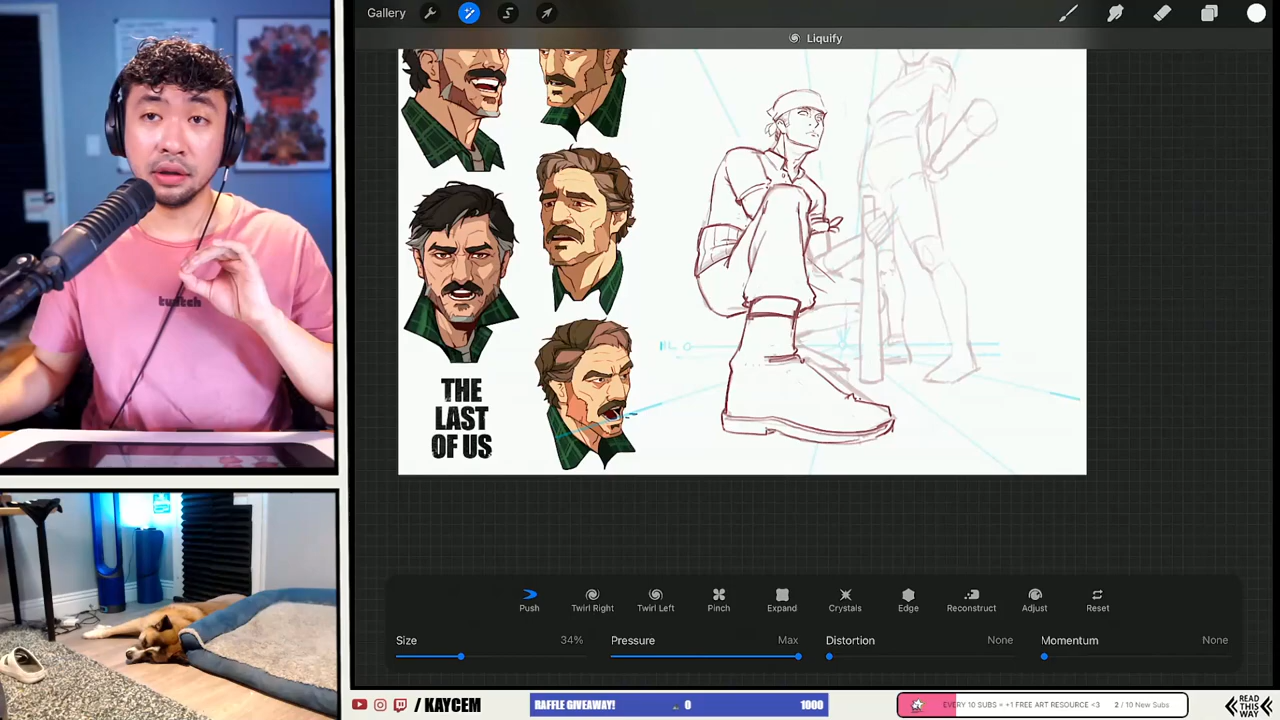 Gallery
Liquify
twitch
THE
LAST
OF US
Push
Twirl Right
Twirl Left
Pinch
Expand
Crystals
Edge
Reconstruct
Adjust
Reset
Size 34%
Pressure Max
Distortion None
Momentum None
/ KAYCEM
RAFFLE GIVEAWAY! 0 1000
EVERY 10 SUBS = +1 FREE ART RESOURCE <3 2 / 10 New Subs
READ
THIS
WAY